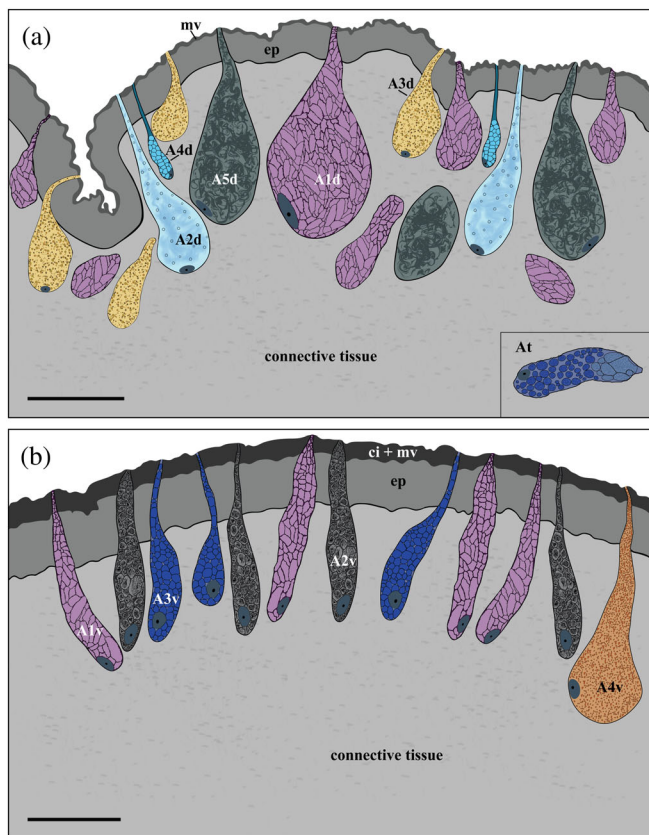 (a)
mv
ep
A3d
A4d
A5d
A1d
A2d
connective tissue
At
(b)
ci + mv
ep
A2v
A3v
A1v
A4v
connective tissue